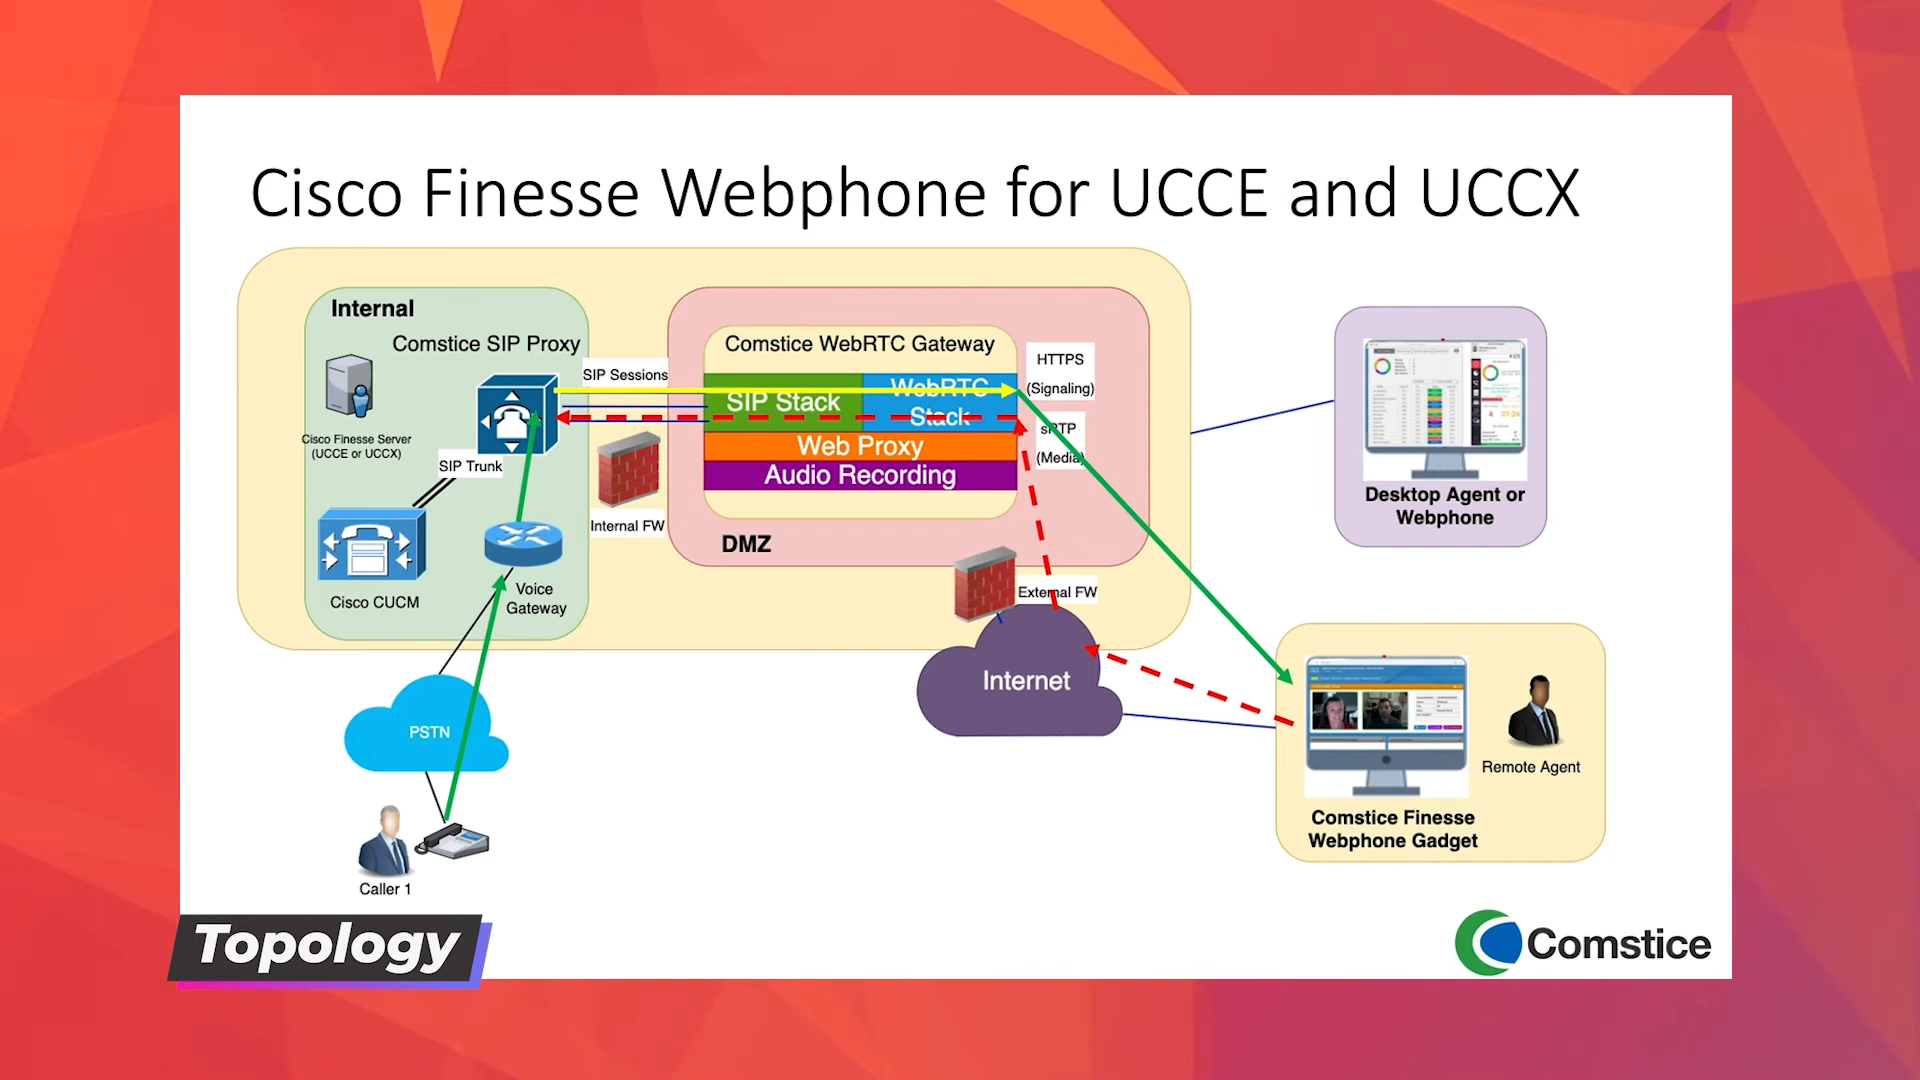 Cisco Finesse Webphone for UCCE and UCCX
Internal
Comstice SIP Proxy
Cisco Finesse Server
(UCCE or UCCX)
SIP Trunk
Cisco CUCM
Voice
Gateway
PSTN
Caller 1
SIP Sessions
Internal FW
Comstice WebRTC Gateway
SIP Stack
WebRTC
Stack
Web Proxy
Audio Recording
DMZ
HTTPS
(Signaling)
sRTP
(Media)
External FW
Internet
Desktop Agent or
Webphone
Remote Agent
Comstice Finesse
Webphone Gadget
Topology
Comstice